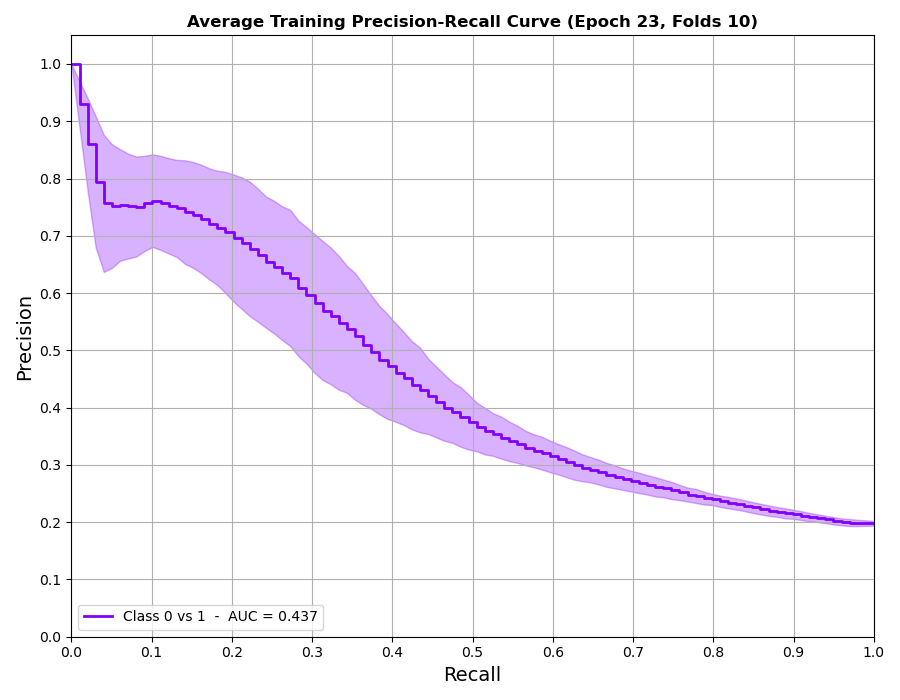 Average Training Precision-Recall Curve (Epoch 23, Folds 10)
Precision
1.0
0.9
0.8
0.7
0.6
0.5
0.4
0.3
0.2
0.1
0.0
Class 0 vs 1 - AUC = 0.437
0.0 0.1 0.2 0.3 0.4 0.5 0.6 0.7 0.8 0.9 1.0
Recall